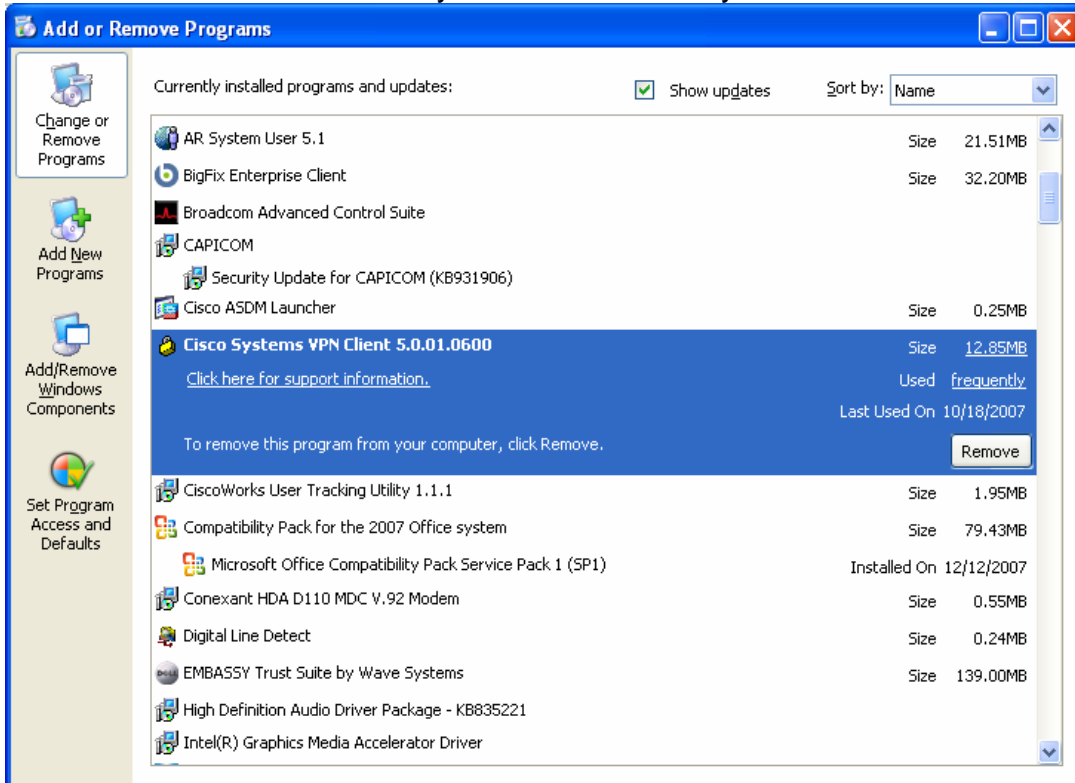 Add or Remove Programs
Change or
Remove
Programs
Add New
Programs
Add/Remove
Windows
Components
Set Program
Access and
Defaults
Currently installed programs and updates: Show updates Sort by: Name
AR System User 5.1 Size 21.51MB
BigFix Enterprise Client Size 32.20MB
Broadcom Advanced Control Suite
CAPICOM
Security Update for CAPICOM (KB931906)
Cisco ASDM Launcher Size 0.25MB
Cisco Systems VPN Client 5.0.01.0600 Size 12.85MB
Click here for support information. Used frequently
Last Used On 10/18/2007
To remove this program from your computer, click Remove. Remove
CiscoWorks User Tracking Utility 1.1.1 Size 1.95MB
Compatibility Pack for the 2007 Office system Size 79.43MB
Microsoft Office Compatibility Pack Service Pack 1 (SP1) Installed On 12/12/2007
Conexant HDA D110 MDC V.92 Modem Size 0.55MB
Digital Line Detect Size 0.24MB
EMBASSY Trust Suite by Wave Systems Size 139.00MB
High Definition Audio Driver Package - KB835221
Intel(R) Graphics Media Accelerator Driver